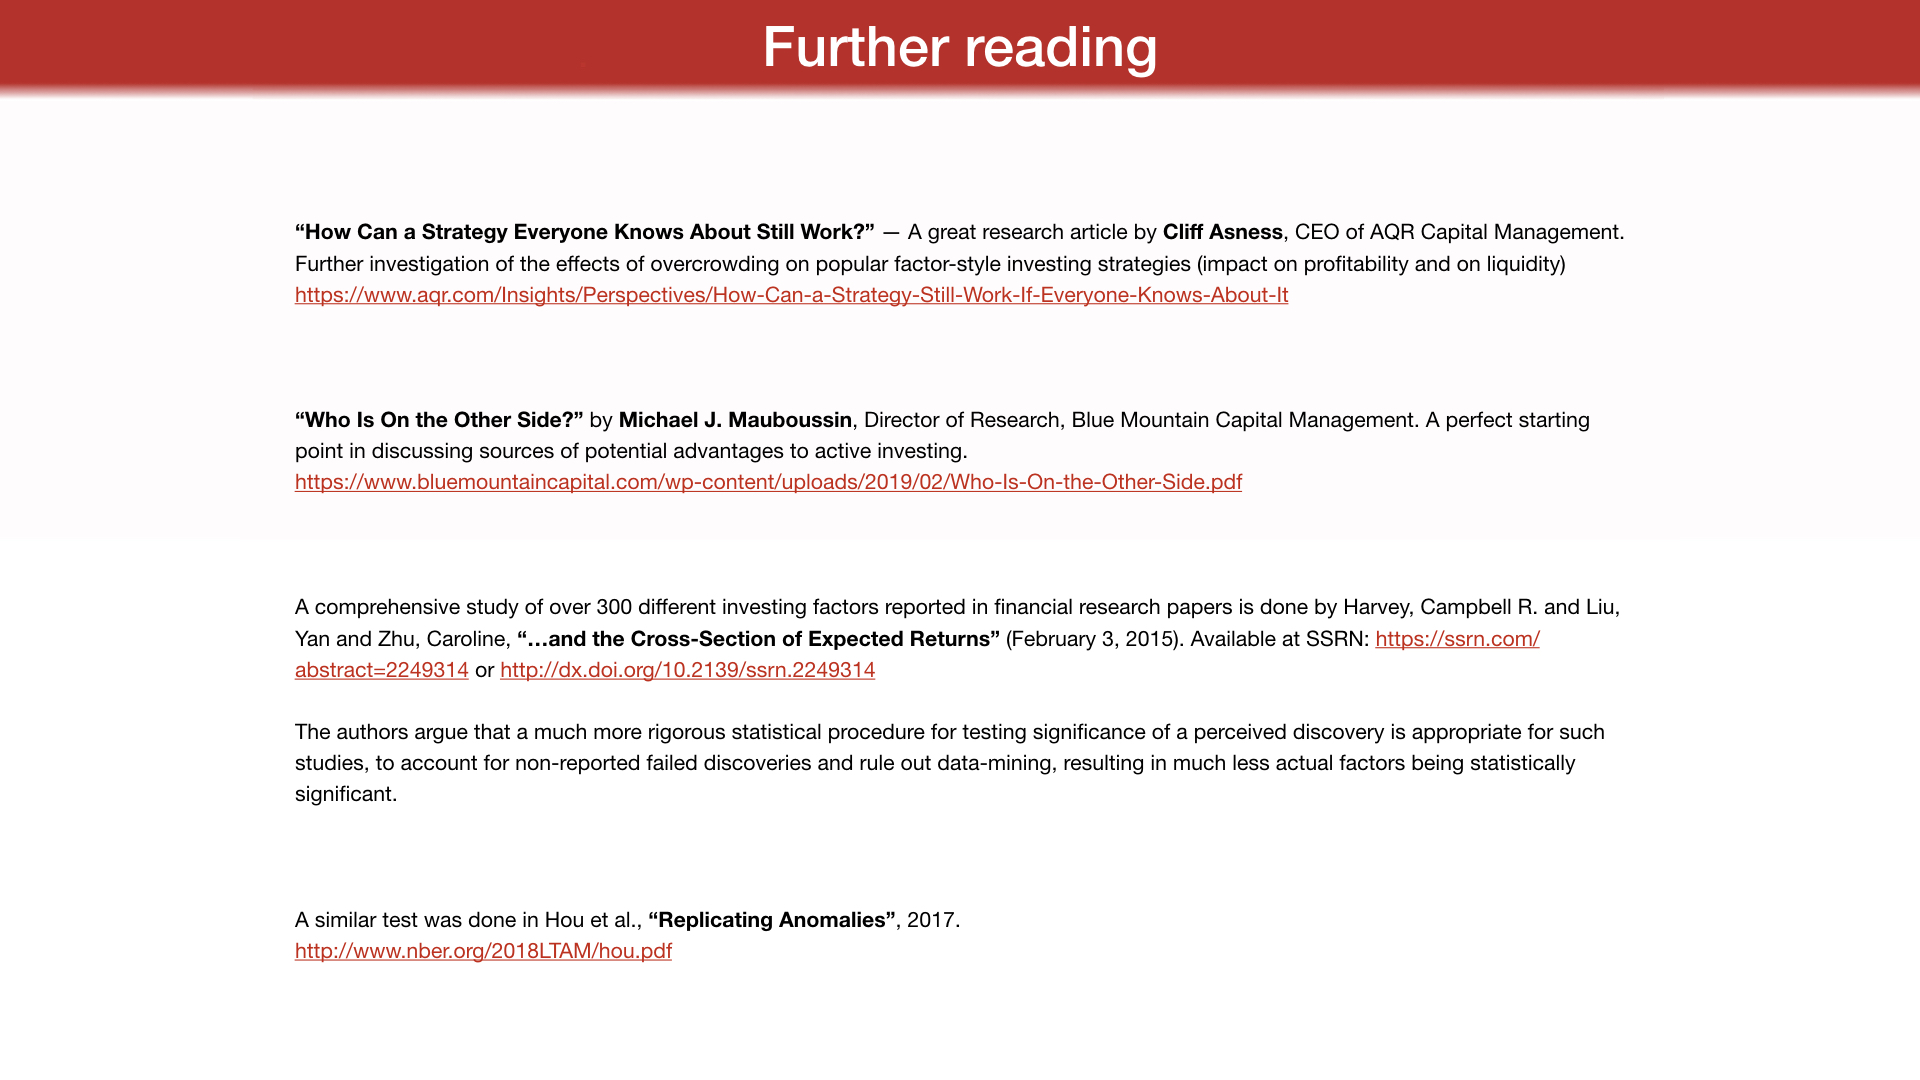 Further reading
“How Can a Strategy Everyone Knows About Still Work?” — A great research article by Cliff Asness, CEO of AQR Capital Management.
Further investigation of the effects of overcrowding on popular factor-style investing strategies (impact on profitability and on liquidity)
https://www.aqr.com/Insights/Perspectives/How-Can-a-Strategy-Still-Work-If-Everyone-Knows-About-It
“Who Is On the Other Side?” by Michael J. Mauboussin, Director of Research, Blue Mountain Capital Management. A perfect starting
point in discussing sources of potential advantages to active investing.
https://www.bluemountaincapital.com/wp-content/uploads/2019/02/Who-Is-On-the-Other-Side.pdf
A comprehensive study of over 300 different investing factors reported in financial research papers is done by Harvey, Campbell R. and Liu,
Yan and Zhu, Caroline, “…and the Cross-Section of Expected Returns” (February 3, 2015). Available at SSRN: https://ssrn.com/
abstract=2249314 or http://dx.doi.org/10.2139/ssrn.2249314
The authors argue that a much more rigorous statistical procedure for testing significance of a perceived discovery is appropriate for such
studies, to account for non-reported failed discoveries and rule out data-mining, resulting in much less actual factors being statistically
significant.
A similar test was done in Hou et al., “Replicating Anomalies”, 2017.
http://www.nber.org/2018LTAM/hou.pdf